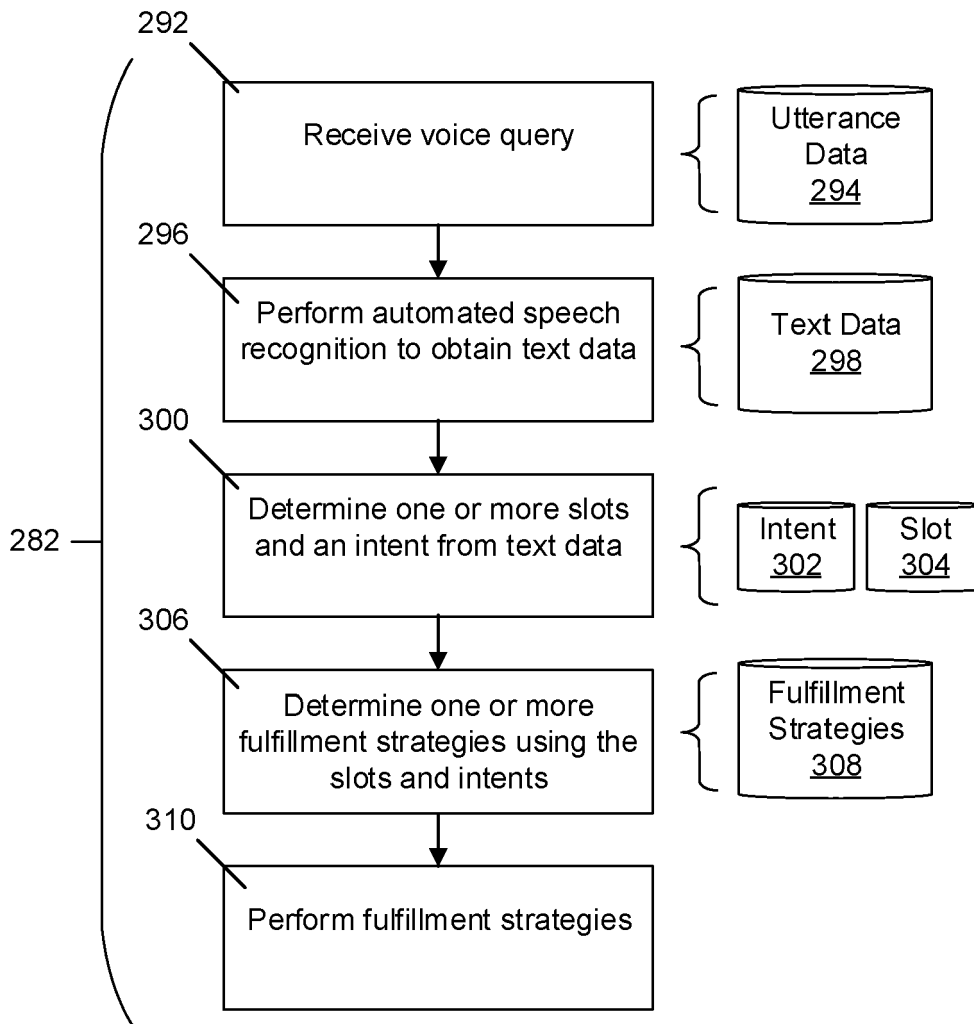 292
Receive voice query
Utterance
Data
294
296
Perform automated speech
recognition to obtain text data
Text Data
298
300
Determine one or more slots
and an intent from text data
Intent
302
Slot
304
282
306
Determine one or more
fulfillment strategies using the
slots and intents
Fulfillment
Strategies
308
310
Perform fulfillment strategies